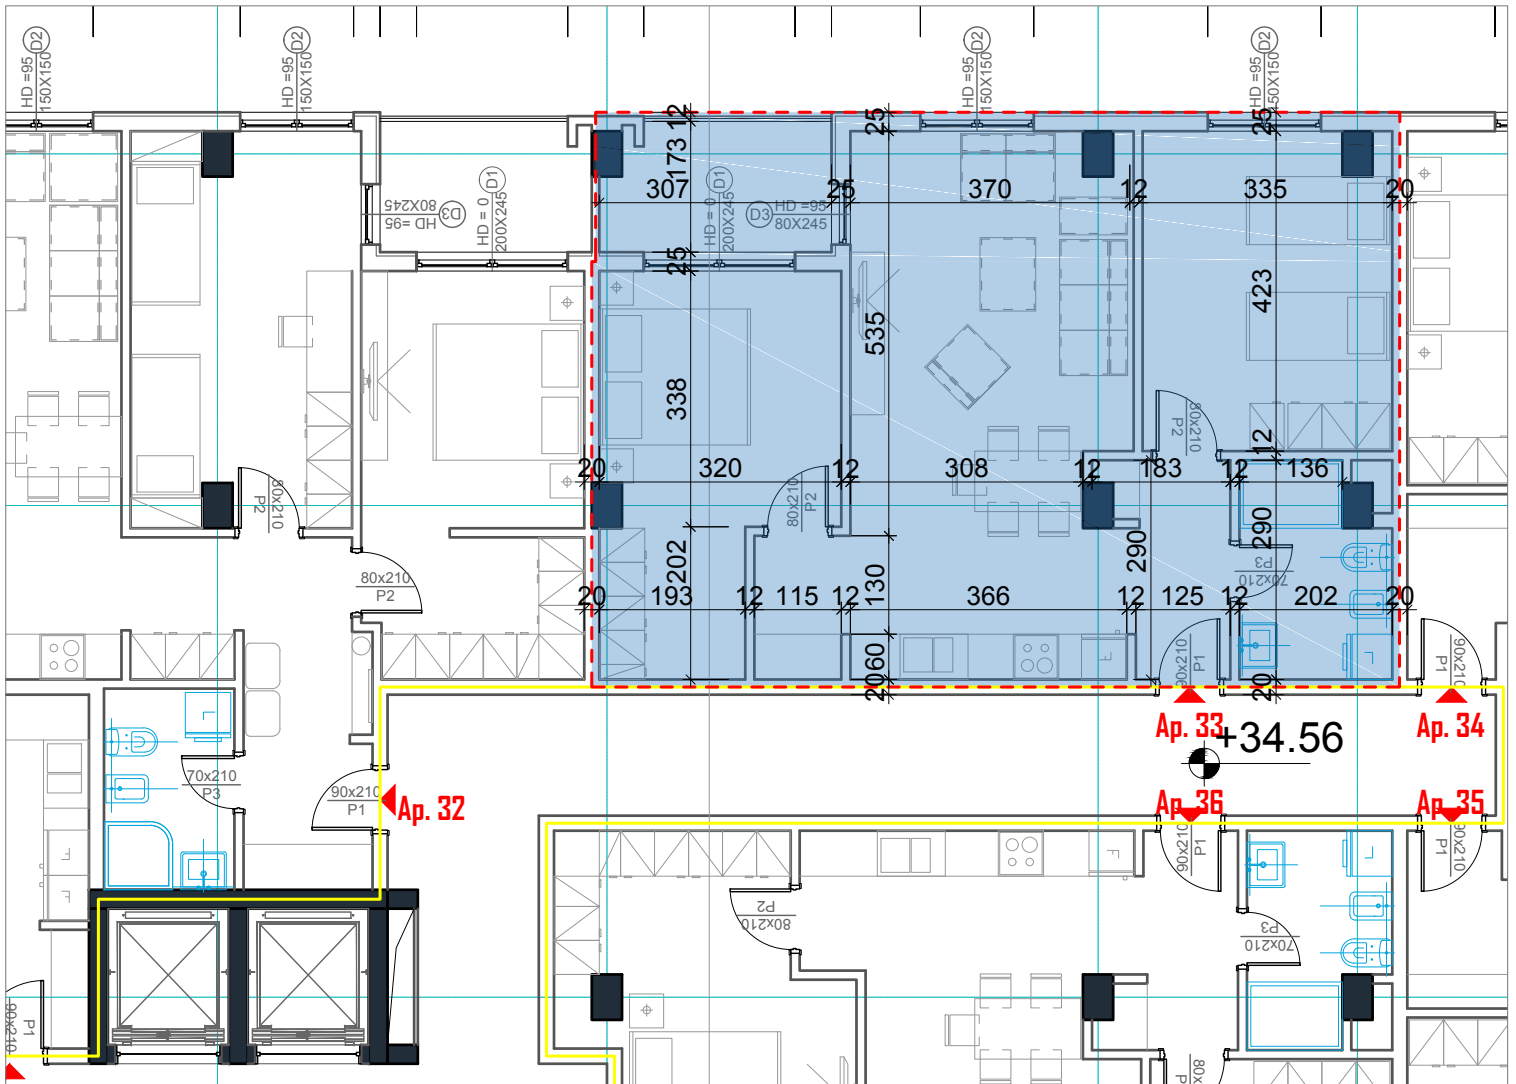 D2
HD =95
150X150
D2
HD =95
150X150
D2
HD =95
150X150
D2
HD =95
150X150
12
25
25
173
307
25
370
12
335
20
D3
HD =95
80X245
D1
HD = 0
200X245
D1
HD = 0
200X245
D3
HD =95
80X245
25
423
535
338
80x210
P2
12
20
320
12
308
12
183
12
136
80x210
P2
80x210
P2
290
290
202
130
80x210
P2
70x210
P3
20
193
12
115
12
366
12
125
12
202
20
60
20
20
90x210
P1
90x210
P1
Ap. 33
Ap. 34
+34.56
70x210
P3
90x210
P1
Ap. 32
Ap. 36
Ap. 35
90x210
P1
90x210
P1
80x210
P2
70x210
P3
90x210
P1